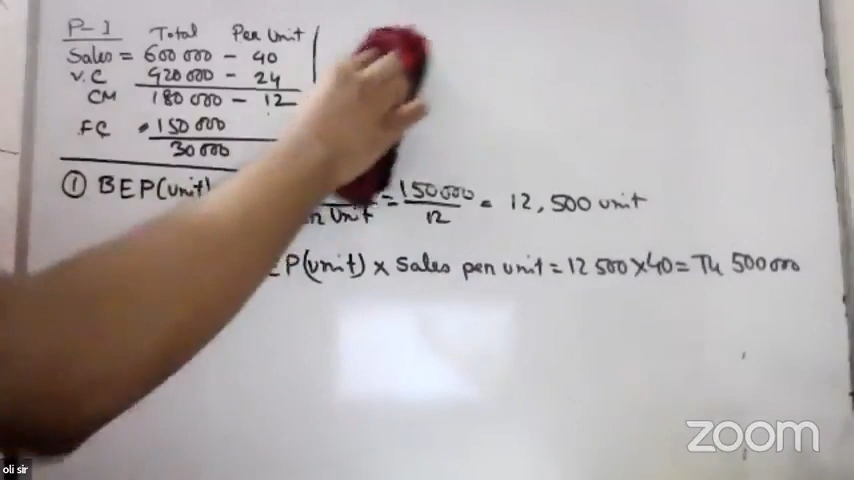 P-1 Total Per Unit
Sales = 600 000 - 40
V.C 420 000 - 24
CM 180 000 - 12
FC 150 000
30 000
① BEP(unit) = 150 000 / 12 = 12,500 unit
Unit
EP(unit) x Sales per unit = 12 500 x 40 = Tk 500 000
zoom
oli sir